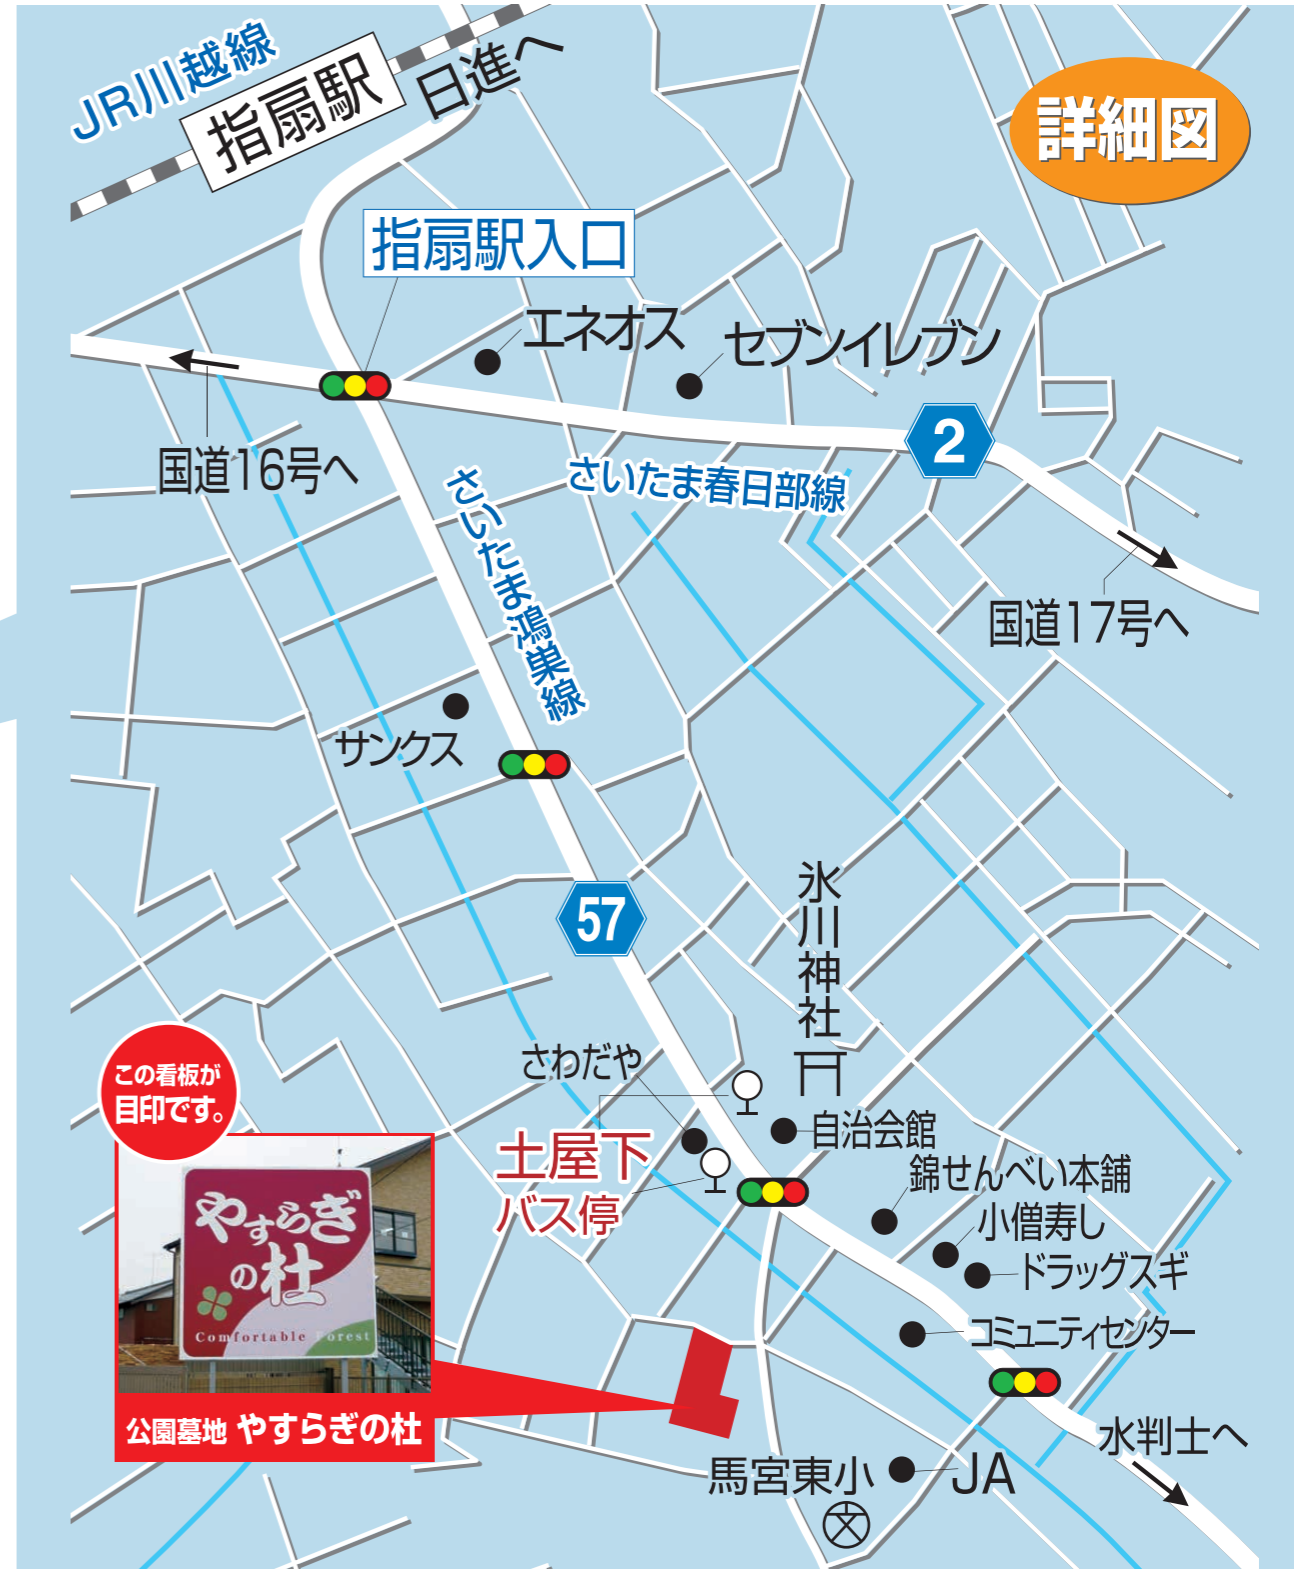 JR川越線
指扇駅
日進へ
詳細図
指扇駅入口
エネオス
セブンイレブン
2
国道16号へ
さいたま春日部線
さいたま鴻巣線
国道17号へ
サンクス
57
氷川神社
さわだや
この看板が
目印です。
自治会館
土屋下
バス停
錦せんべい本舗
小僧寿し
ドラッグスギ
やすらぎ
の杜
Comfortable Forest
コミュニティセンター
公園墓地 やすらぎの杜
水判士へ
馬宮東小
JA
文